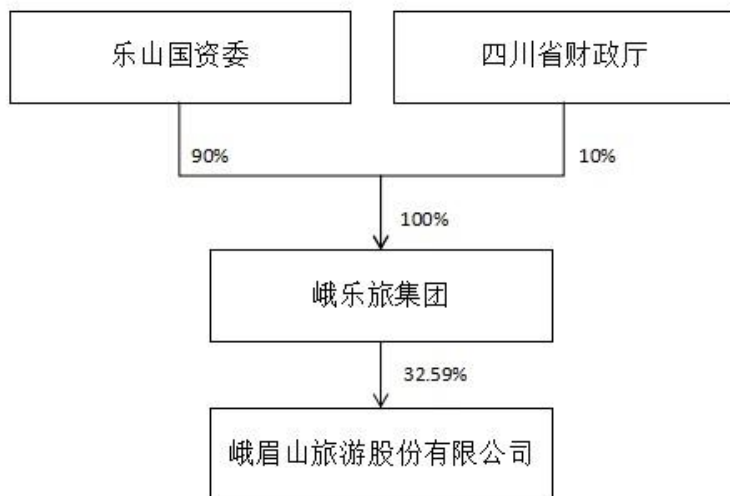 乐山国资委
四川省财政厅
90%
10%
100%
峨乐旅集团
32.59%
峨眉山旅游股份有限公司